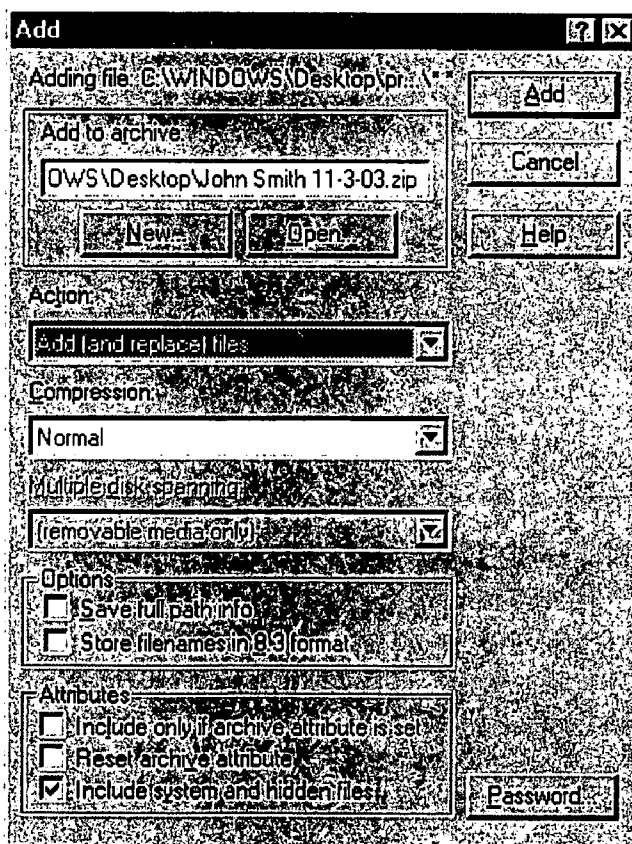 Add
Adding file: C:\WINDOWS\Desktop\pr...\*.*
Add to archive:
OWS\Desktop\John Smith 11-3-03.zip
New... Open...
Add
Cancel
Help
Action:
Add (and replace) files
Compression:
Normal
Multiple disk spanning:
(removable media only)
Options
Save full path info
Store filenames in 8.3 format
Attributes
Include only if archive attribute is set
Reset archive attribute
Include system and hidden files
Password...